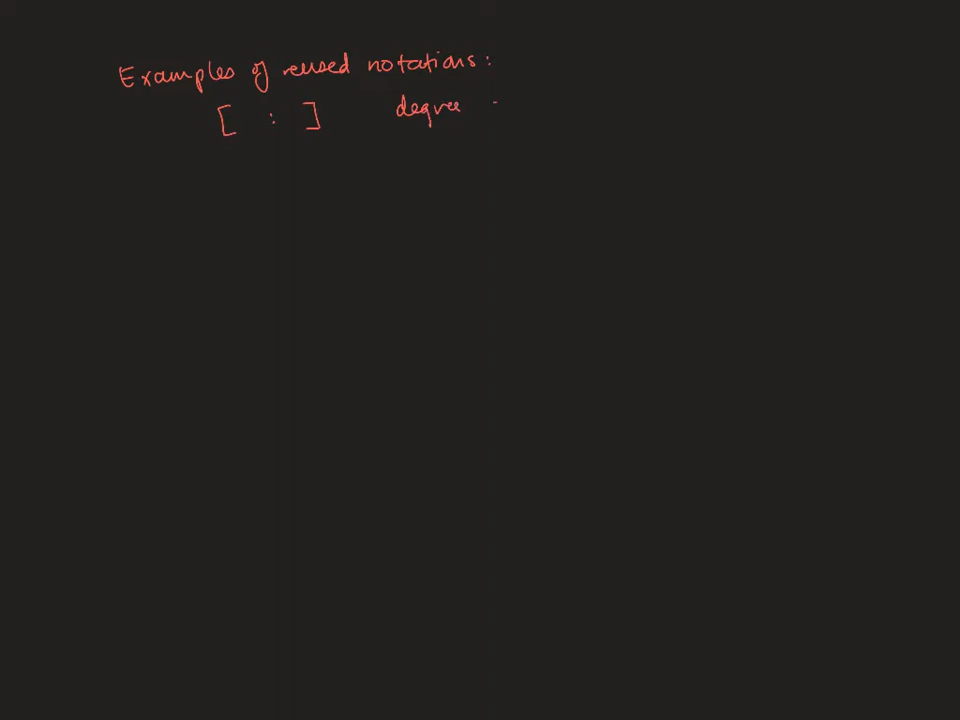 Examples of reused notations:
[ : ] degree